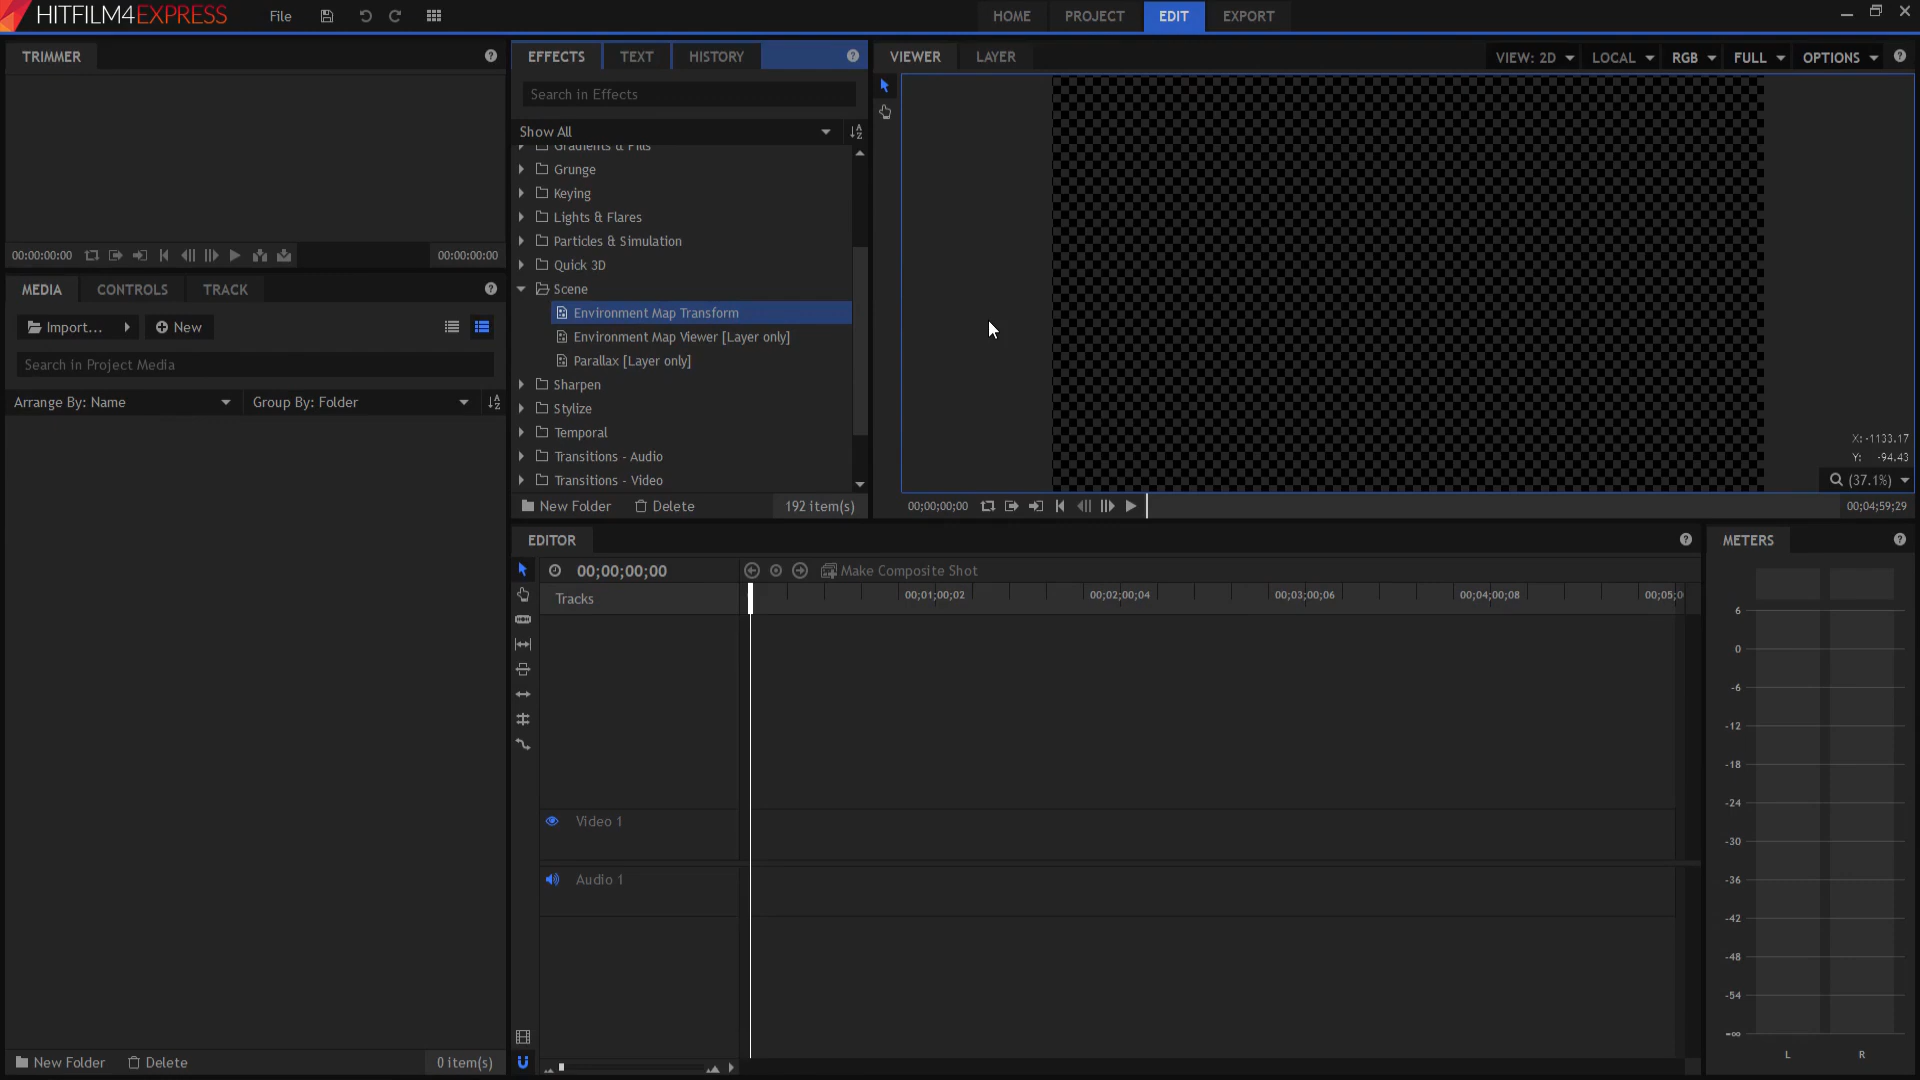 HITFILM4EXPRESS File HOME PROJECT EDIT EXPORT
TRIMMER
00:00:00:00 00:00:00:00
MEDIA CONTROLS TRACK
Import... New
Search in Project Media
Arrange By: Name Group By: Folder
New Folder Delete 0 item(s)
EFFECTS TEXT HISTORY
Search in Effects
Show All
Gradients & Fills
Grunge
Keying
Lights & Flares
Particles & Simulation
Quick 3D
Scene
Environment Map Transform
Environment Map Viewer [Layer only]
Parallax [Layer only]
Sharpen
Stylize
Temporal
Transitions - Audio
Transitions - Video
New Folder Delete 192 item(s)
VIEWER LAYER VIEW: 2D LOCAL RGB FULL OPTIONS
X: -1133.17
Y: -94.43
(37.1%)
00;00;00;00 00;04;59;29
EDITOR
00;00;00;00 Make Composite Shot
Tracks 00;01;00;02 00;02;00;04 00;03;00;06 00;04;00;08 00;05;0
Video 1
Audio 1
METERS
6
0
-6
-12
-18
-24
-30
-36
-42
-48
-54
-∞
L R